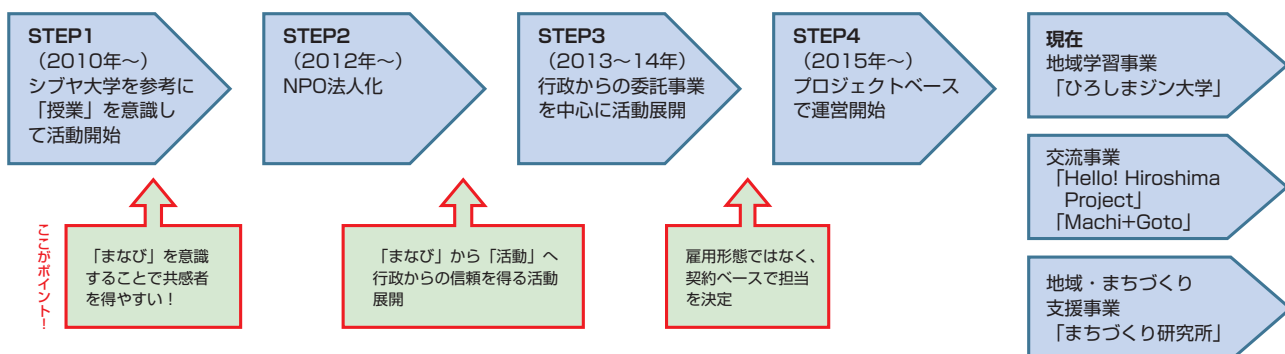 STEP1
（2010年～）
シブヤ大学を参考に
「授業」を意識し
て活動開始
STEP2
（2012年～）
NPO法人化
STEP3
（2013～14年）
行政からの委託事業
を中心に活動展開
STEP4
（2015年～）
プロジェクトベース
で運営開始
現在
地域学習事業
「ひろしまジン大学」
交流事業
「Hello! Hiroshima
Project」
「Machi+Goto」
地域・まちづくり
支援事業
「まちづくり研究所」
ここがポイント！
「まなび」を意識
することで共感者
を得やすい！
「まなび」から「活動」へ
行政からの信頼を得る活動
展開
雇用形態ではなく、
契約ベースで担当
を決定